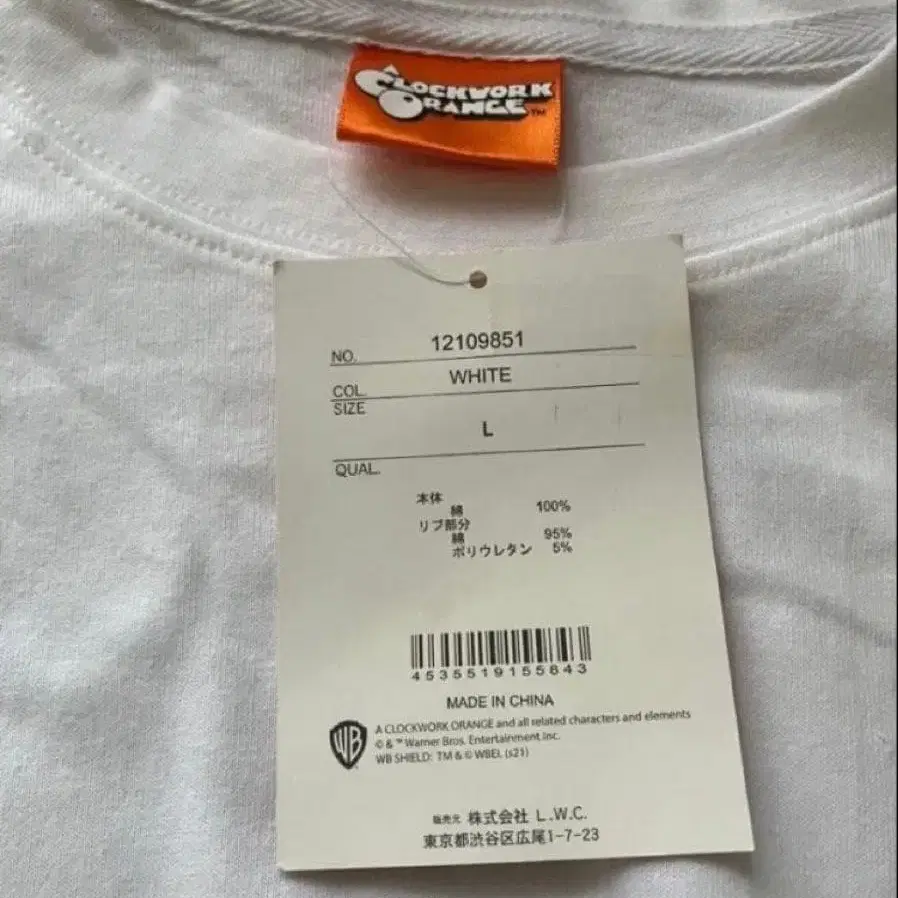 A CLOCKWORK
ORANGE™
NO. 12109851
COL. WHITE
SIZE
L
QUAL.
本体
綿 100%
リブ部分
綿 95%
ポリウレタン 5%
4535519155843
MADE IN CHINA
WB
A CLOCKWORK ORANGE and all related characters and elements
© & ™ Warner Bros. Entertainment Inc.
WB SHIELD: TM & © WBEI. (s21)
販売元 株式会社 L.W.C.
東京都渋谷区広尾1-7-23